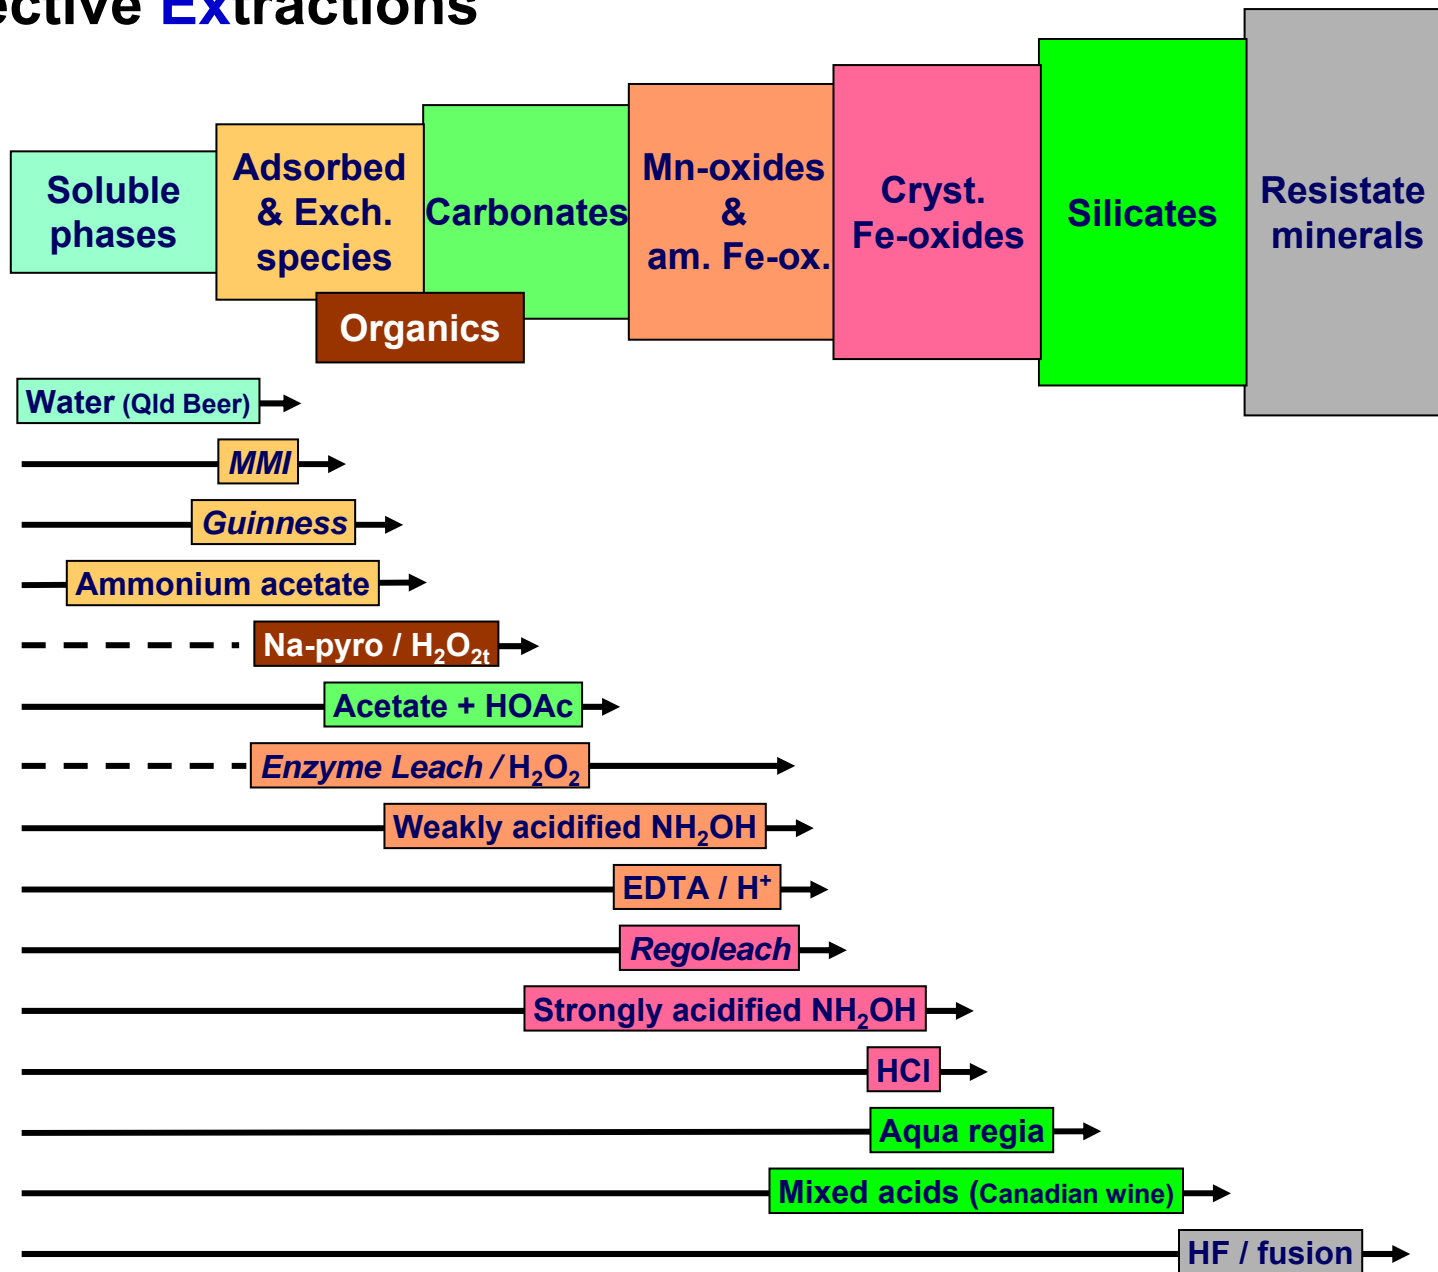 Extractions
Soluble
phases
Adsorbed
& Exch.
species
Carbonates
Mn-oxides
&
am. Fe-ox.
Cryst.
Fe-oxides
Silicates
Resistate
minerals
Organics
Water (Qld Beer)
MMI
Guinness
Ammonium acetate
Na-pyro / H₂O₂t
Acetate + HOAc
Enzyme Leach / H₂O₂
Weakly acidified NH₂OH
EDTA / H⁺
Regoleach
Strongly acidified NH₂OH
HCl
Aqua regia
Mixed acids (Canadian wine)
HF / fusion